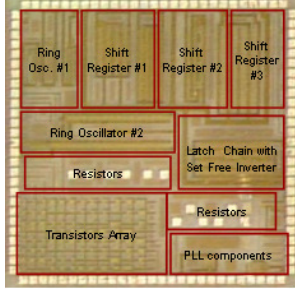 Ring
Osc. #1
Shift
Register #1
Shift
Register #2
Shift
Register
#3
Ring Oscillator #2
Latch Chain with
Set Free Inverter
Resistors
Resistors
Transistors Array
PLL components